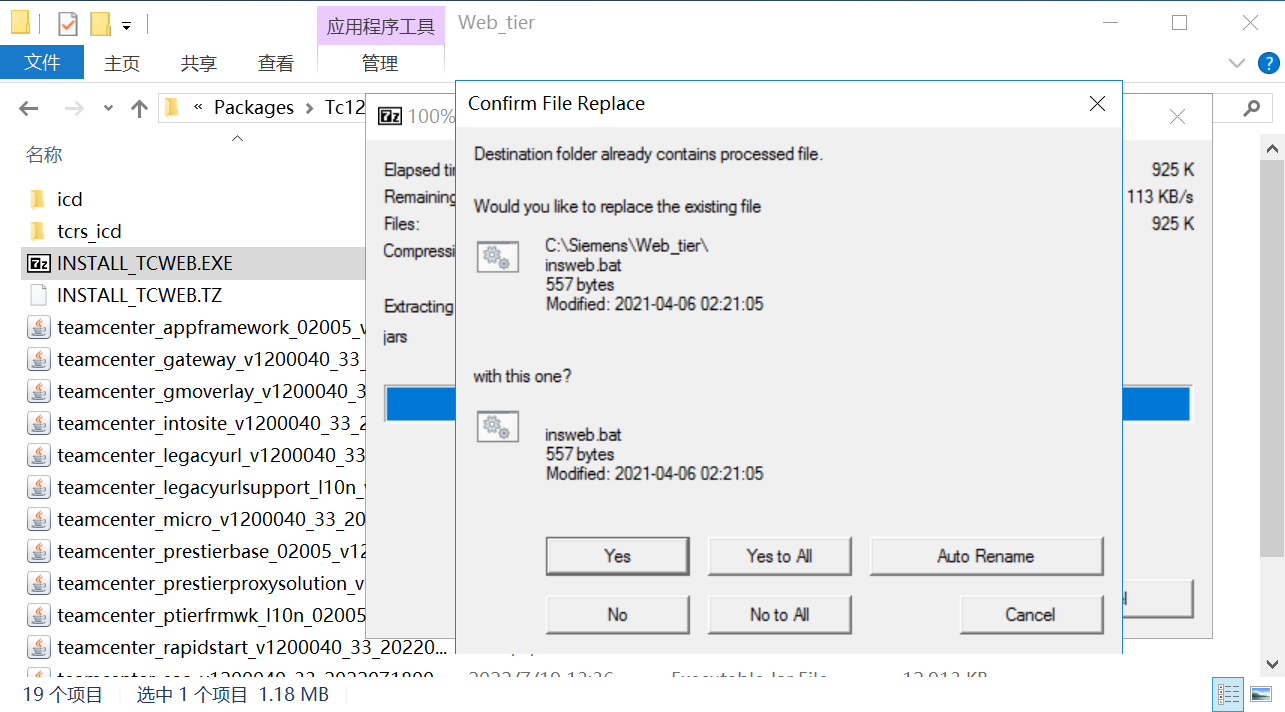 应用程序工具
Web_tier
文件
主页
共享
查看
管理
« Packages > Tc12
名称
icd
tcrs_icd
INSTALL_TCWEB.EXE
INSTALL_TCWEB.TZ
teamcenter_appframework_02005_v
teamcenter_gateway_v1200040_33_
teamcenter_gmoverlay_v1200040_3
teamcenter_intosite_v1200040_33_2
teamcenter_legacyurl_v1200040_33
teamcenter_legacyurlsupport_l10n_
teamcenter_micro_v1200040_33_20
teamcenter_prestierbase_02005_v12
teamcenter_prestierproxysolution_v
teamcenter_ptierfrmwk_l10n_02005
teamcenter_rapidstart_v1200040_33_20220...
19 个项目
选中 1 个项目 1.18 MB
7z 100%
Elapsed ti
Remaining
Files:
Compressi
Extracting
jars
925 K
113 KB/s
925 K
Confirm File Replace
Destination folder already contains processed file.
Would you like to replace the existing file
C:\Siemens\Web_tier\
insweb.bat
557 bytes
Modified: 2021-04-06 02:21:05
with this one?
insweb.bat
557 bytes
Modified: 2021-04-06 02:21:05
Yes
Yes to All
Auto Rename
No
No to All
Cancel